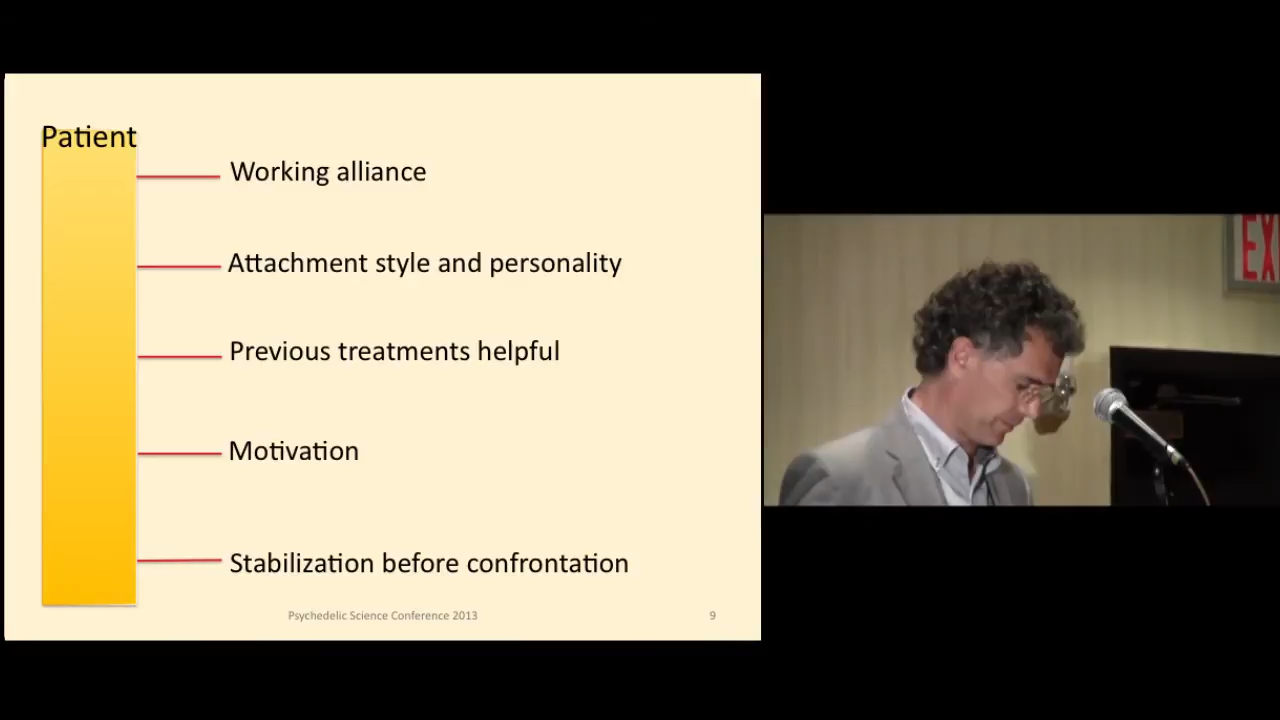 Patient
Working alliance
Attachment style and personality
Previous treatments helpful
Motivation
Stabilization before confrontation
Psychedelic Science Conference 2013
9
EX